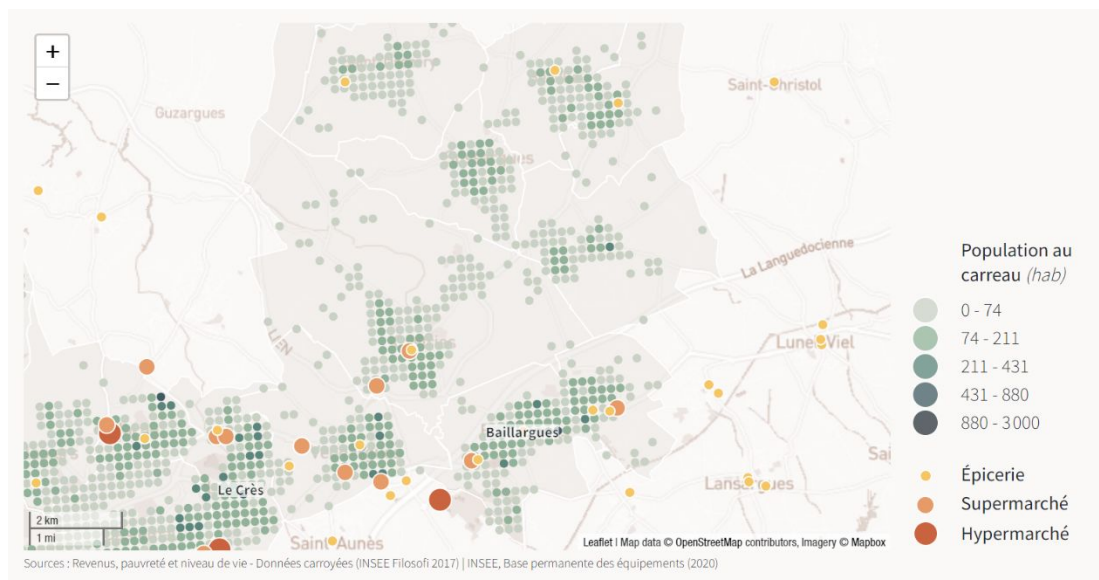 +
−
Guzargues
Saint-Christol
La Languedocienne
LIEN
Lunel-Viel
Baillargues
Le Crès
Lansargues
Saint-Aunès
2 km
1 mi
Leaflet | Map data © OpenStreetMap contributors, Imagery © Mapbox
Population au
carreau (hab)
0 - 74
74 - 211
211 - 431
431 - 880
880 - 3 000
Épicerie
Supermarché
Hypermarché
Sources : Revenus, pauvreté et niveau de vie - Données carroyées (INSEE Filosofi 2017) | INSEE, Base permanente des équipements (2020)